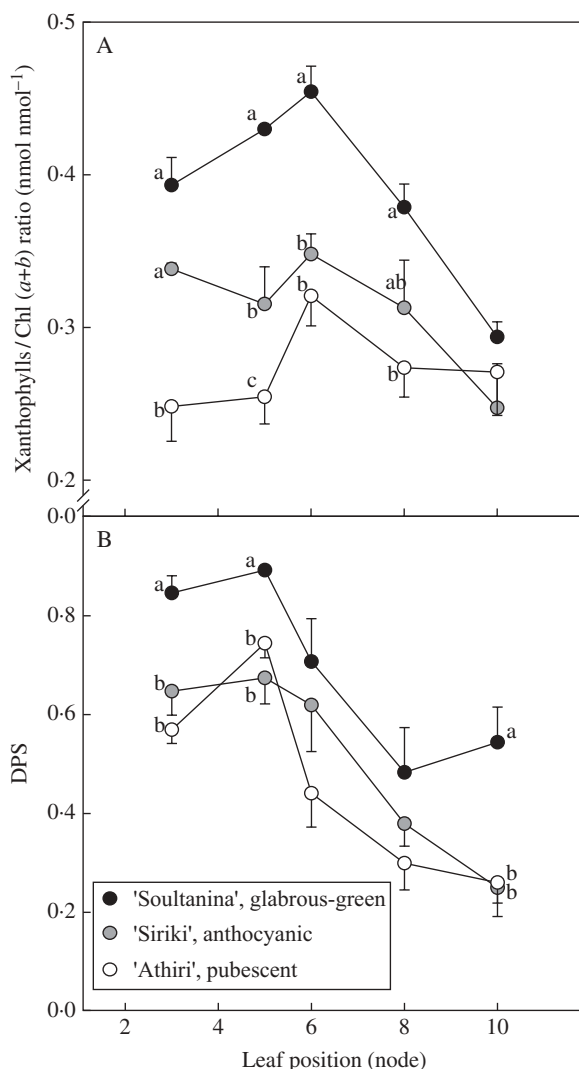 0·5
A
a
a
a
a
Xanthophylls / Chl (a+b) ratio (nmol nmol⁻¹)
0·4
a
b
b
ab
0·3
b
b
c
b
0·2
0·0
B
a
a
0·8
b
b
b
b
0·6
a
DPS
0·4
b
b
0·2
'Soultanina', glabrous-green
'Siriki', anthocyanic
'Athiri', pubescent
0·0
2 4 6 8 10
Leaf position (node)